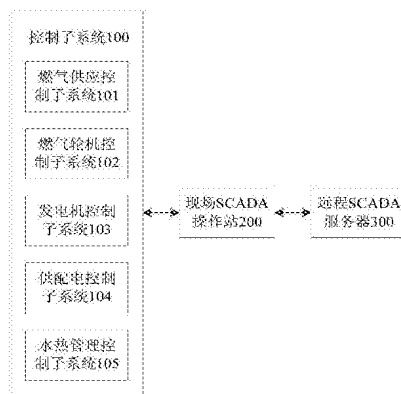 控制子系统100
燃气供应控
制子系统101
燃气轮机控
制子系统102
发电机控制
子系统103
供配电控制
子系统104
水热管理控
制子系统105
现场SCADA
操作站200
远程SCADA
服务器300